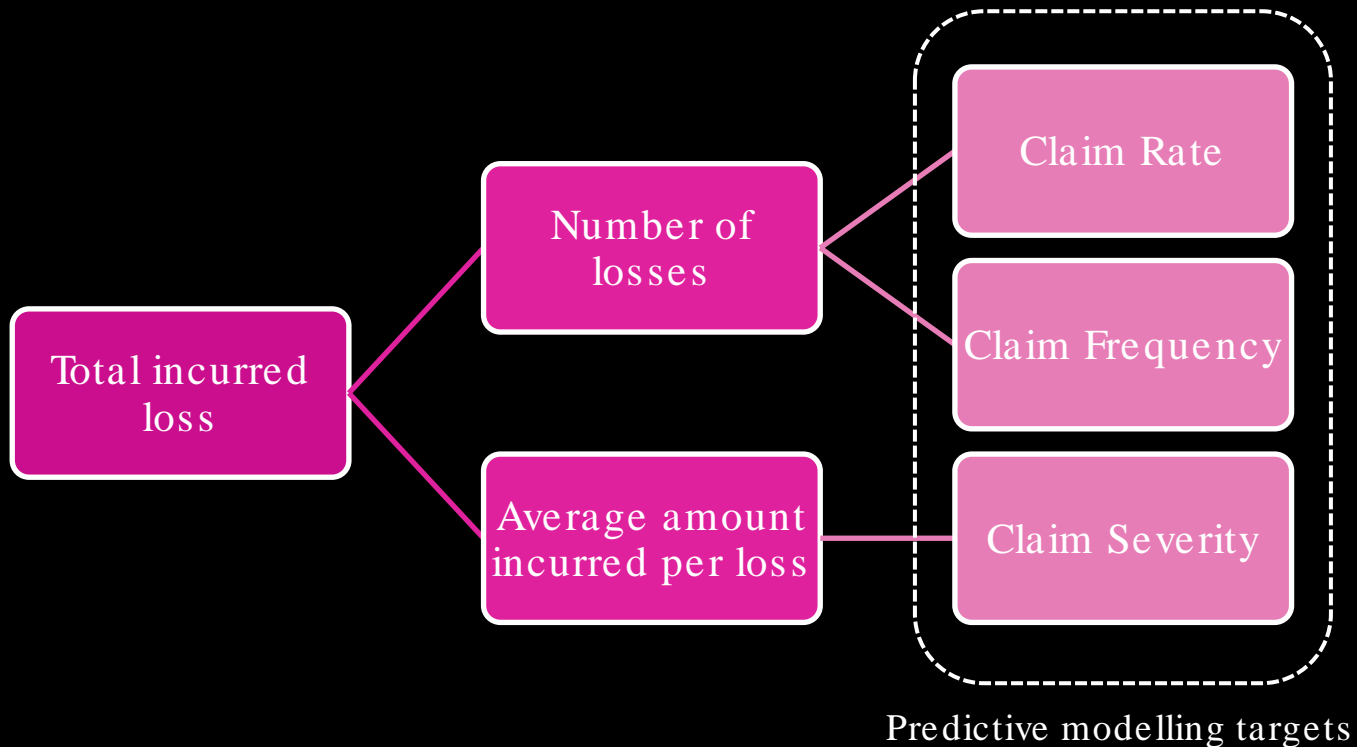 Total incurred
loss
Number of
losses
Average amount
incurred per loss
Claim Rate
Claim Frequency
Claim Severity
Predictive modelling targets